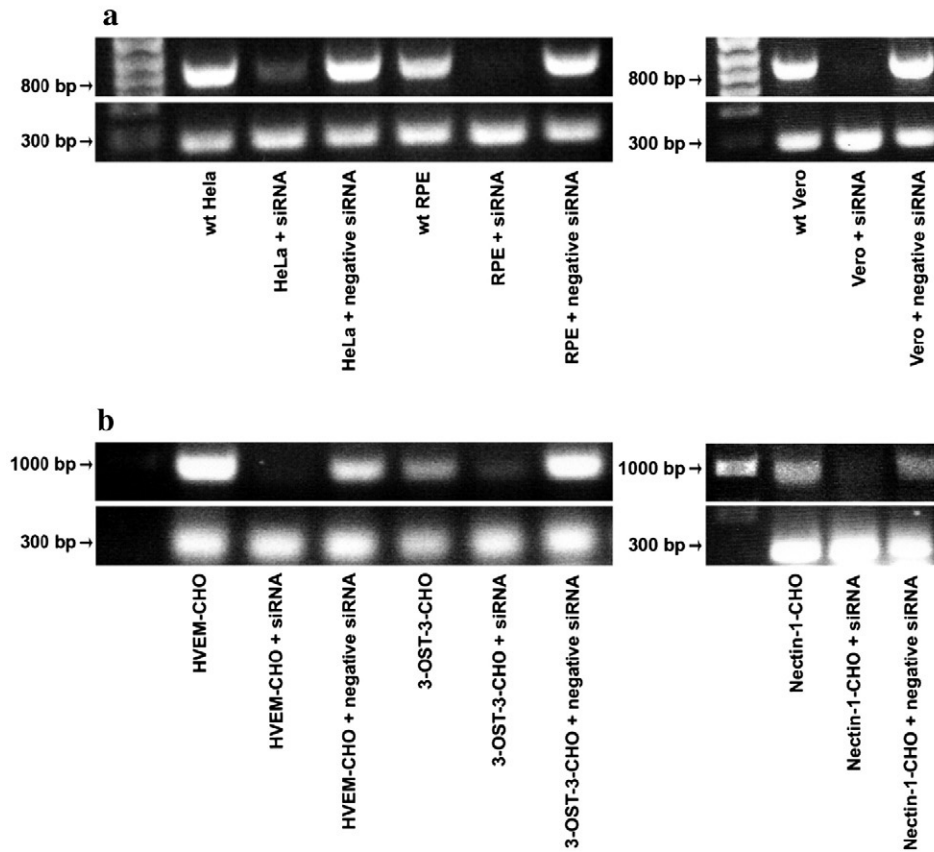 a
800 bp→
300 bp→
wt Hela
HeLa + siRNA
HeLa + negative siRNA
wt RPE
RPE + siRNA
RPE + negative siRNA
800 bp→
300 bp→
wt Vero
Vero + siRNA
Vero + negative siRNA
b
1000 bp→
300 bp→
HVEM-CHO
HVEM-CHO + siRNA
HVEM-CHO + negative siRNA
3-OST-3-CHO
3-OST-3-CHO + siRNA
3-OST-3-CHO + negative siRNA
1000 bp→
300 bp→
Nectin-1-CHO
Nectin-1-CHO + siRNA
Nectin-1-CHO + negative siRNA